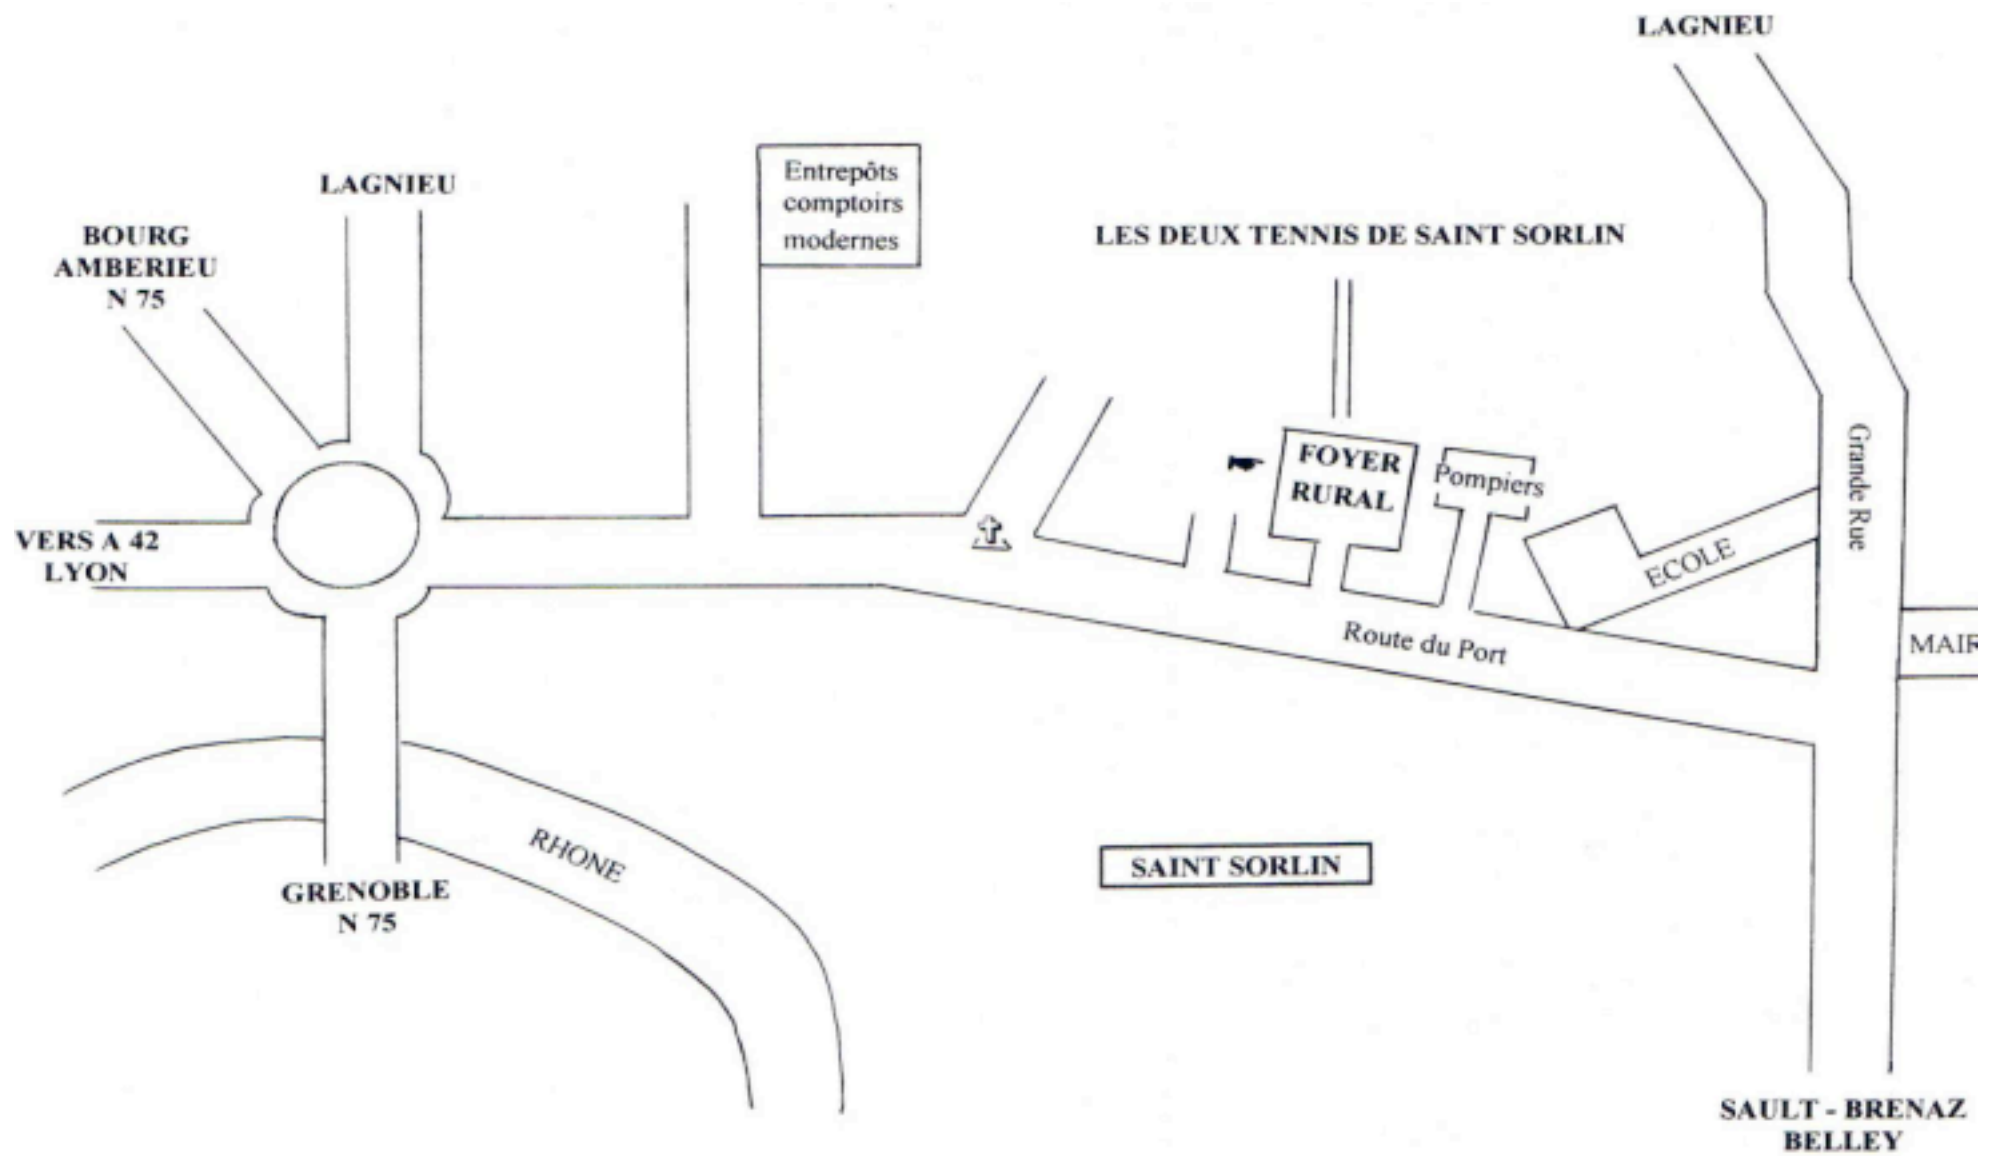 LAGNIEU
Entrepôts
comptoirs
modernes
LAGNIEU
BOURG
AMBERIEU
N 75
LES DEUX TENNIS DE SAINT SORLIN
FOYER
RURAL
Pompiers
Grande Rue
VERS A 42
LYON
ECOLE
MAIR
Route du Port
RHONE
SAINT SORLIN
GRENOBLE
N 75
SAULT - BRENAZ
BELLEY